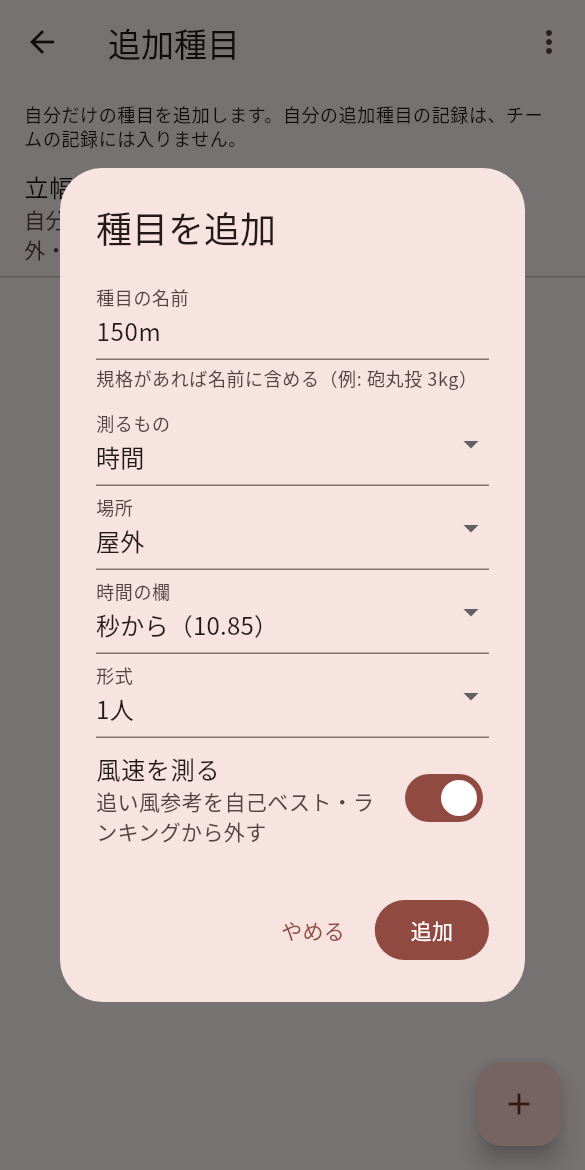 追加種目
自分だけの種目を追加します。自分の追加種目の記録は、チー
ムの記録には入りません。
立幅
自分
外・
種目を追加
種目の名前
150m
規格があれば名前に含める（例: 砲丸投 3kg）
測るもの
時間
場所
屋外
時間の欄
秒から（10.85）
形式
1人
風速を測る
追い風参考を自己ベスト・ラ
ンキングから外す
やめる
追加